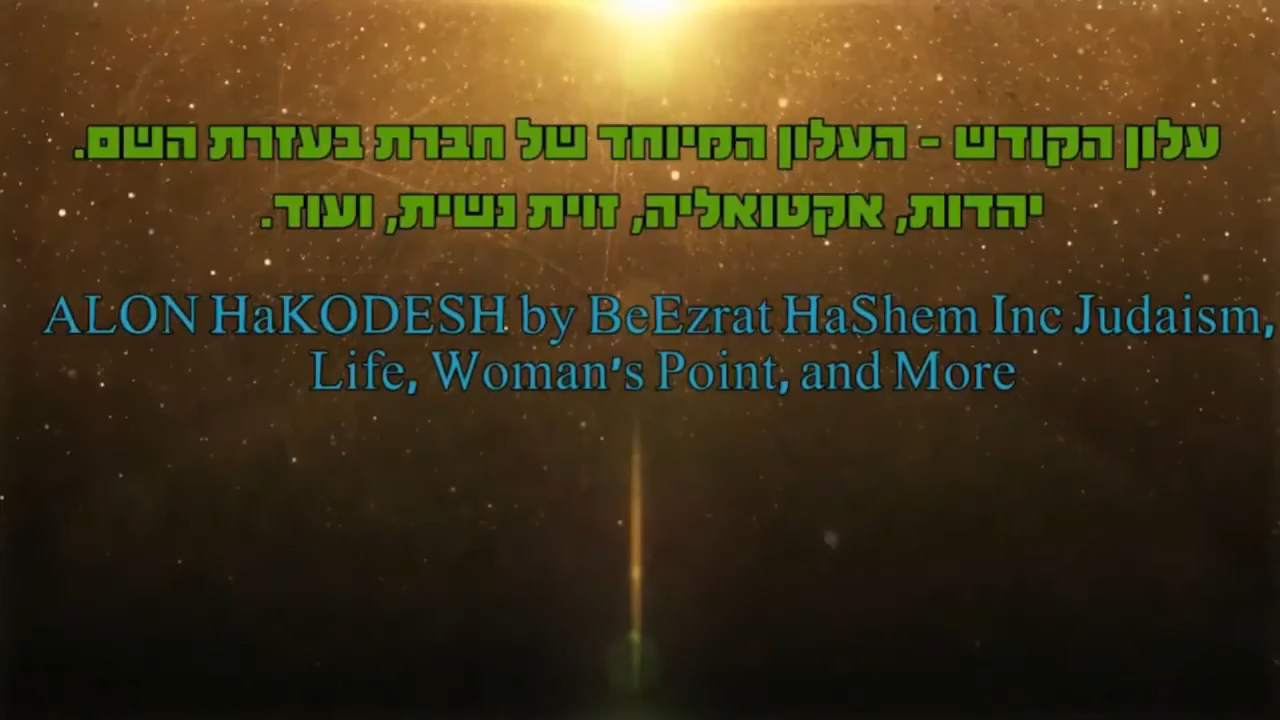 עלון הקודש - העלון המיוחד של חברת בעזרת השם.
יהדות, אקטואליה, זוית נשית, ועוד.
ALON HaKODESH by BeEzrat HaShem Inc Judaism,
Life, Woman's Point, and More